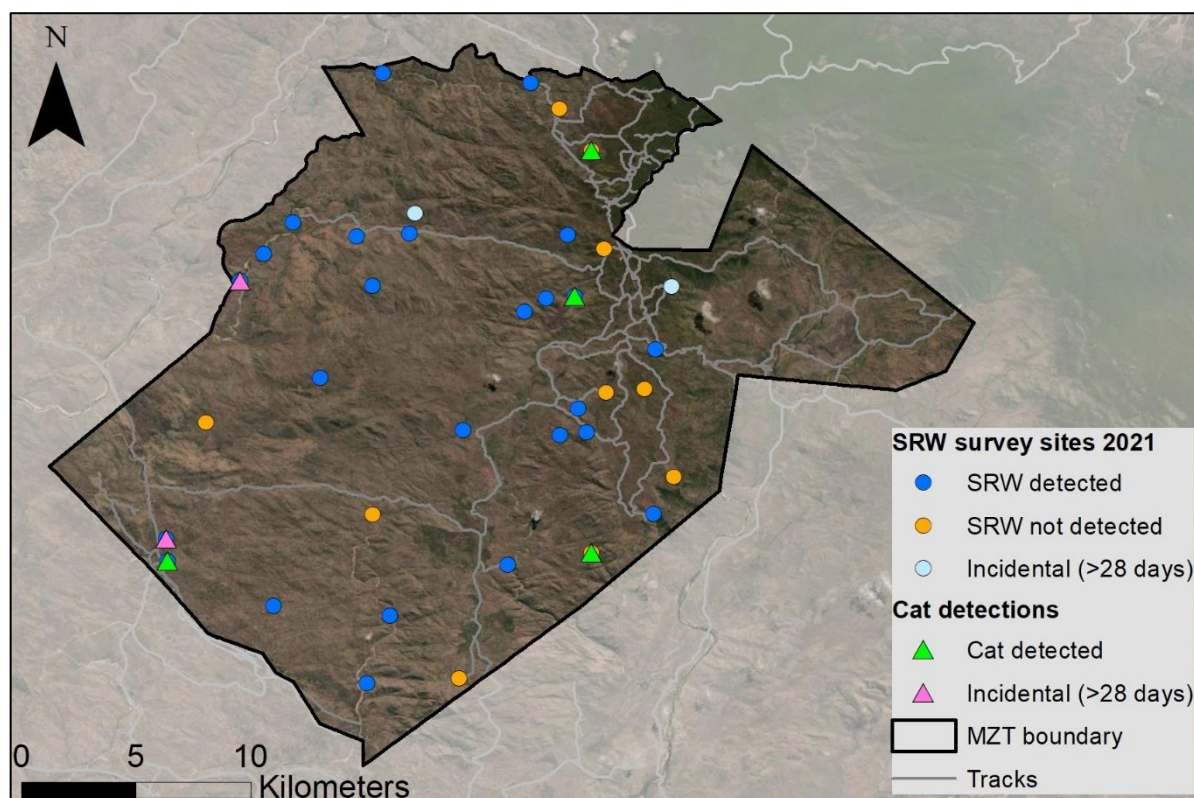 N
SRW survey sites 2021
SRW detected
SRW not detected
Incidental (>28 days)
Cat detections
Cat detected
Incidental (>28 days)
MZT boundary
Tracks
0 5 10
Kilometers